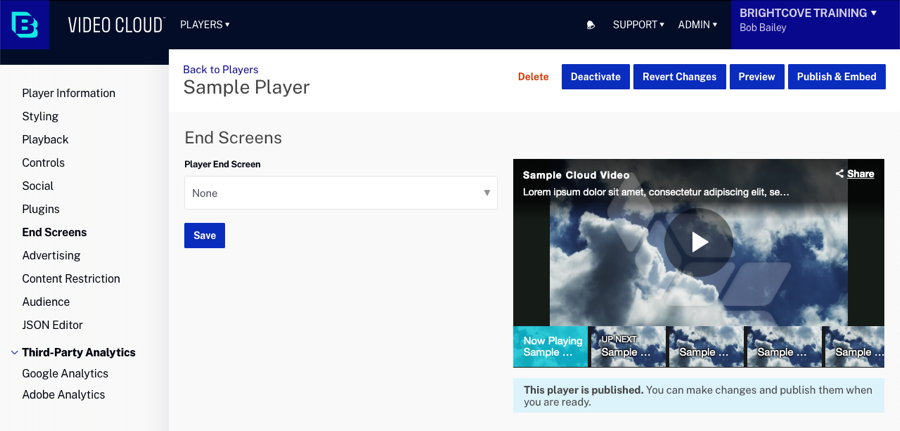 VIDEO CLOUD™ PLAYERS ▾ SUPPORT ▾ ADMIN ▾ BRIGHTCOVE TRAINING ▾
Bob Bailey
Player Information
Styling
Playback
Controls
Social
Plugins
End Screens
Advertising
Content Restriction
Audience
JSON Editor
Third-Party Analytics
Google Analytics
Adobe Analytics
Back to Players
Sample Player
Delete Deactivate Revert Changes Preview Publish & Embed
End Screens
Player End Screen
None
Save
Sample Cloud Video Share
Lorem ipsum dolor sit amet, consectetur adipiscing elit, se...
Now Playing UP NEXT
Sample ... Sample ... Sample ... Sample ... Sample ...
This player is published. You can make changes and publish them when
you are ready.